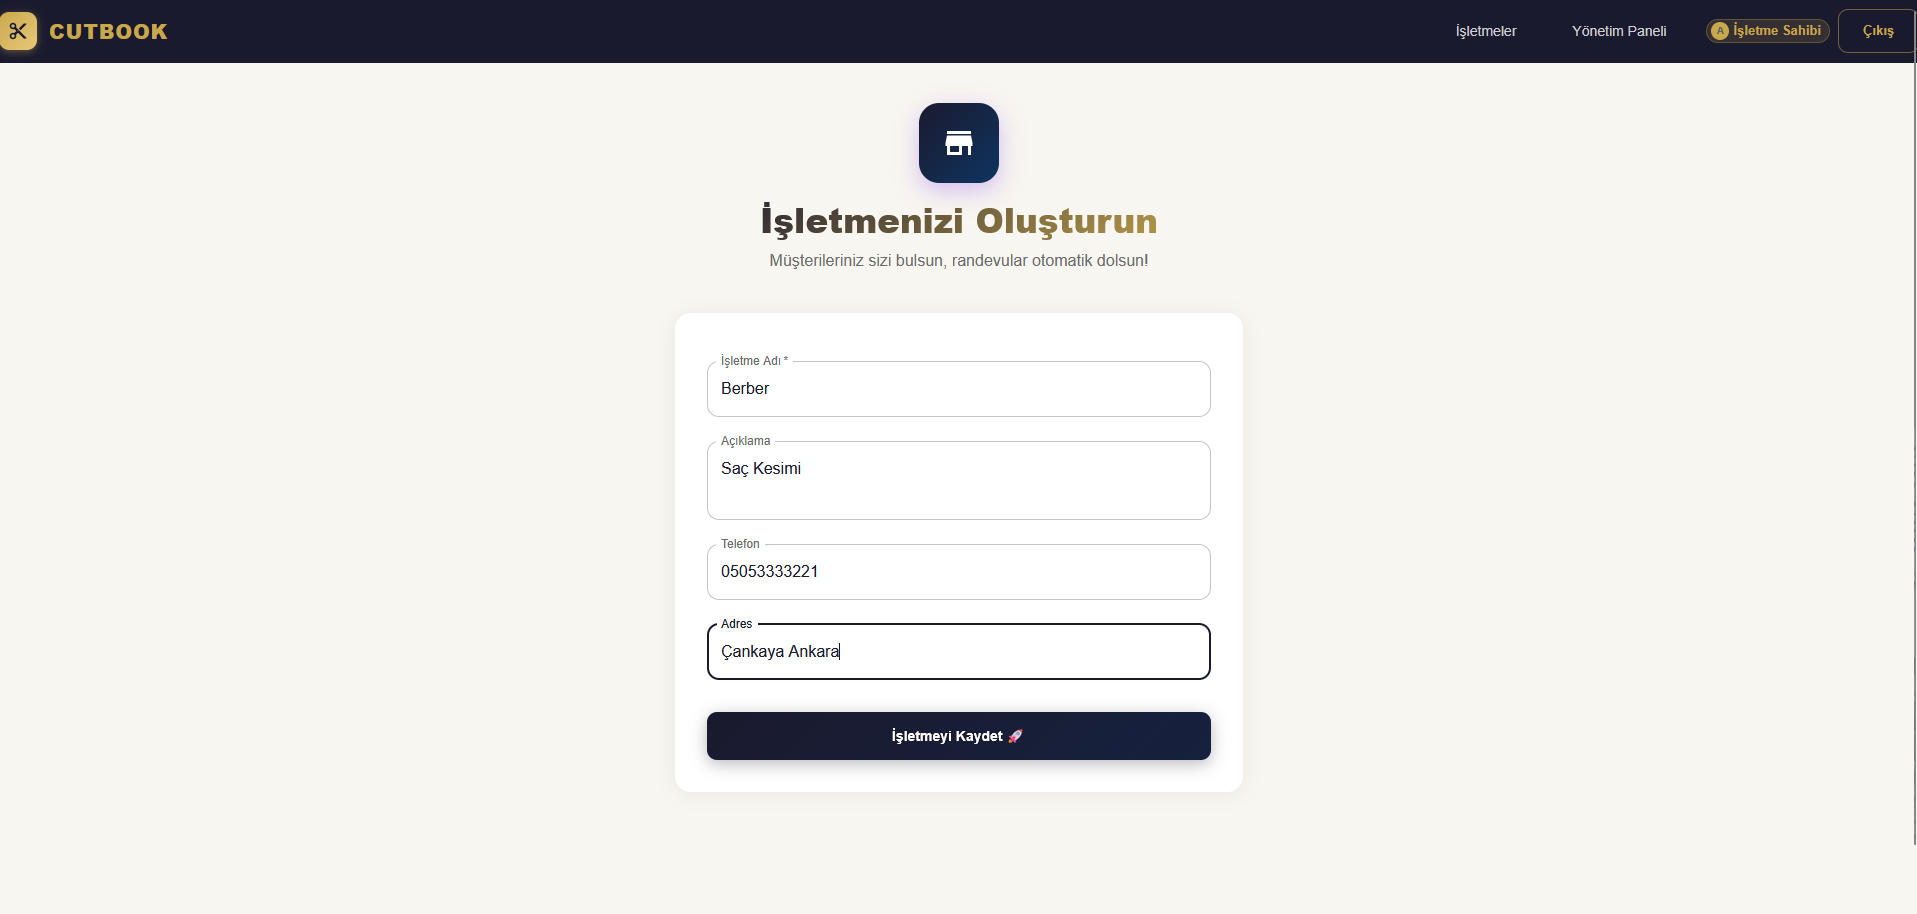 CUTBOOK
İşletmeler
Yönetim Paneli
A İşletme Sahibi
Çıkış
İşletmenizi Oluşturun
Müşterileriniz sizi bulsun, randevular otomatik dolsun!
İşletme Adı *
Berber
Açıklama
Saç Kesimi
Telefon
05053333221
Adres
Çankaya Ankara
İşletmeyi Kaydet 🚀